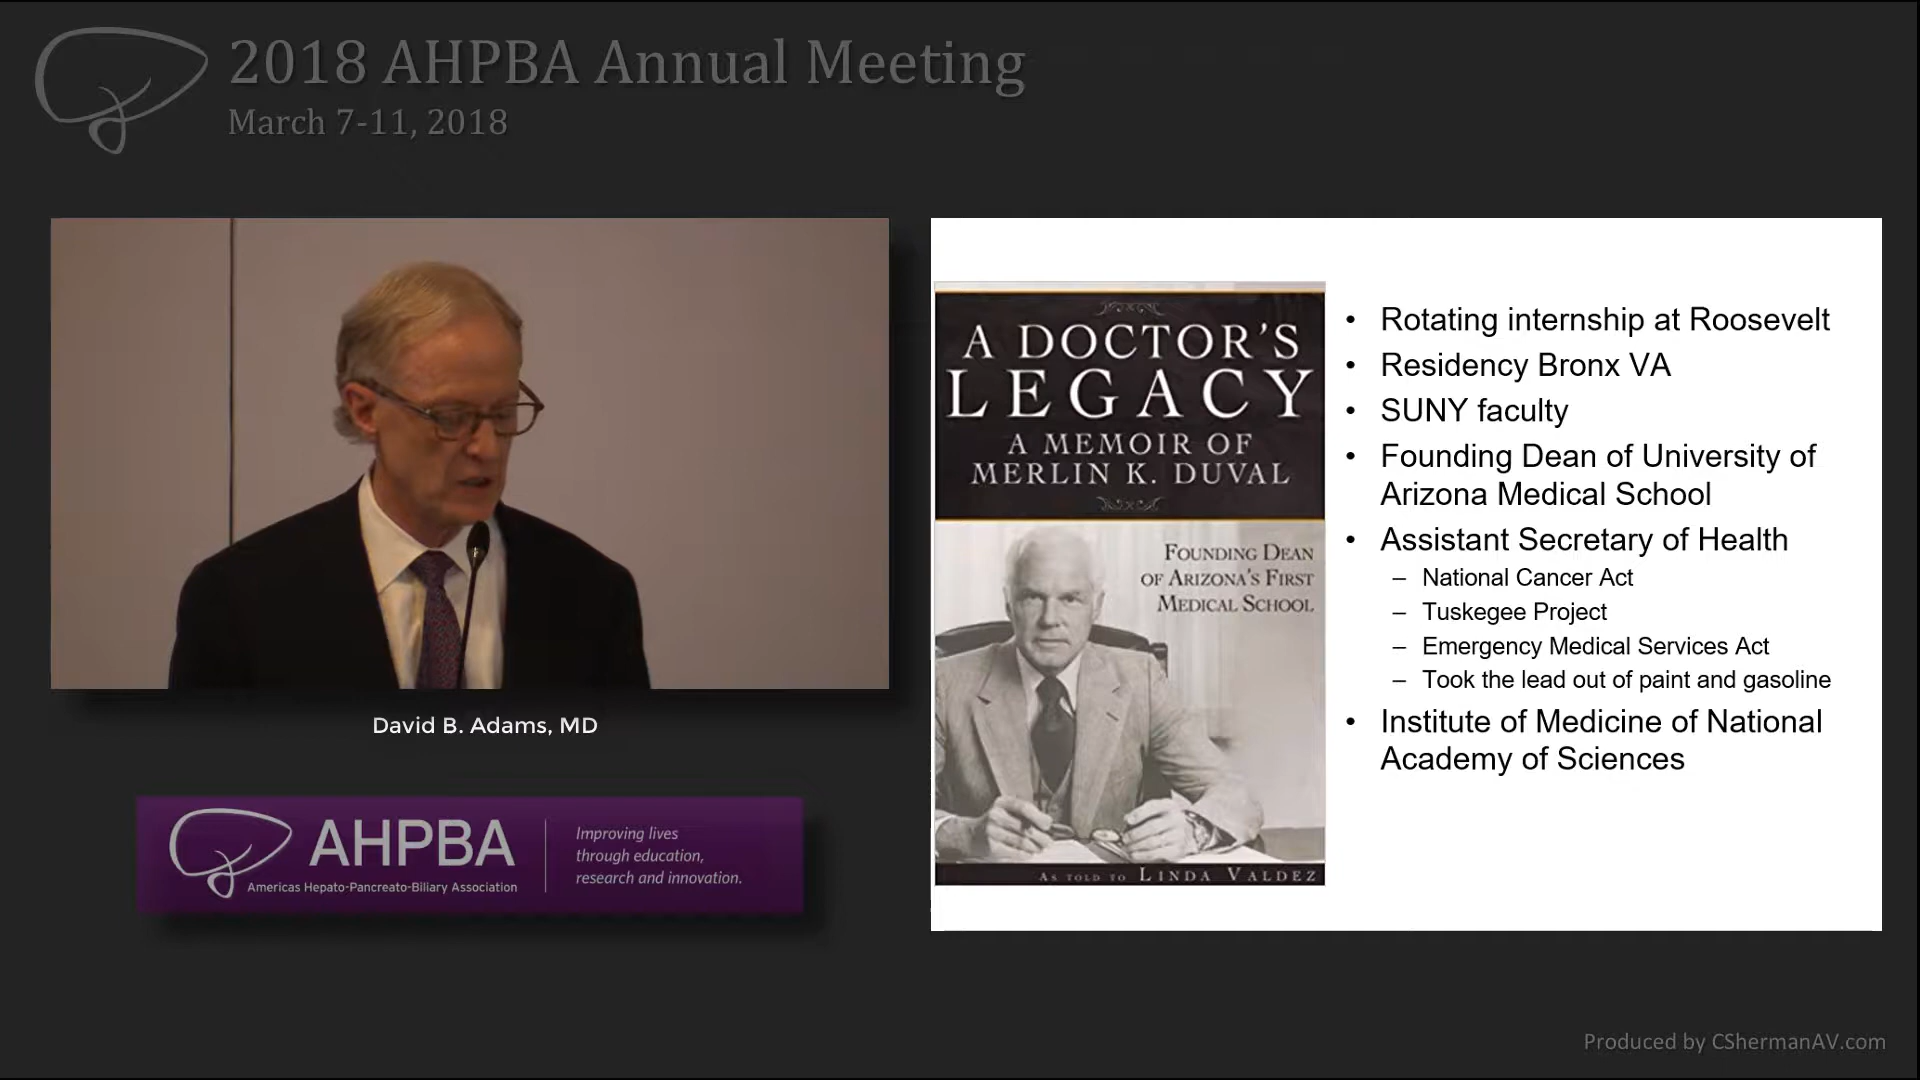 2018 AHPBA Annual Meeting
March 7-11, 2018
David B. Adams, MD
AHPBA
Americas Hepato-Pancreato-Biliary Association
Improving lives
through education,
research and innovation.
A DOCTOR'S
LEGACY
A MEMOIR OF
MERLIN K. DUVAL
FOUNDING DEAN
OF ARIZONA'S FIRST
MEDICAL SCHOOL
AS TOLD TO LINDA VALDEZ
• Rotating internship at Roosevelt
• Residency Bronx VA
• SUNY faculty
• Founding Dean of University of
Arizona Medical School
• Assistant Secretary of Health
– National Cancer Act
– Tuskegee Project
– Emergency Medical Services Act
– Took the lead out of paint and gasoline
• Institute of Medicine of National
Academy of Sciences
Produced by CShermanAV.com